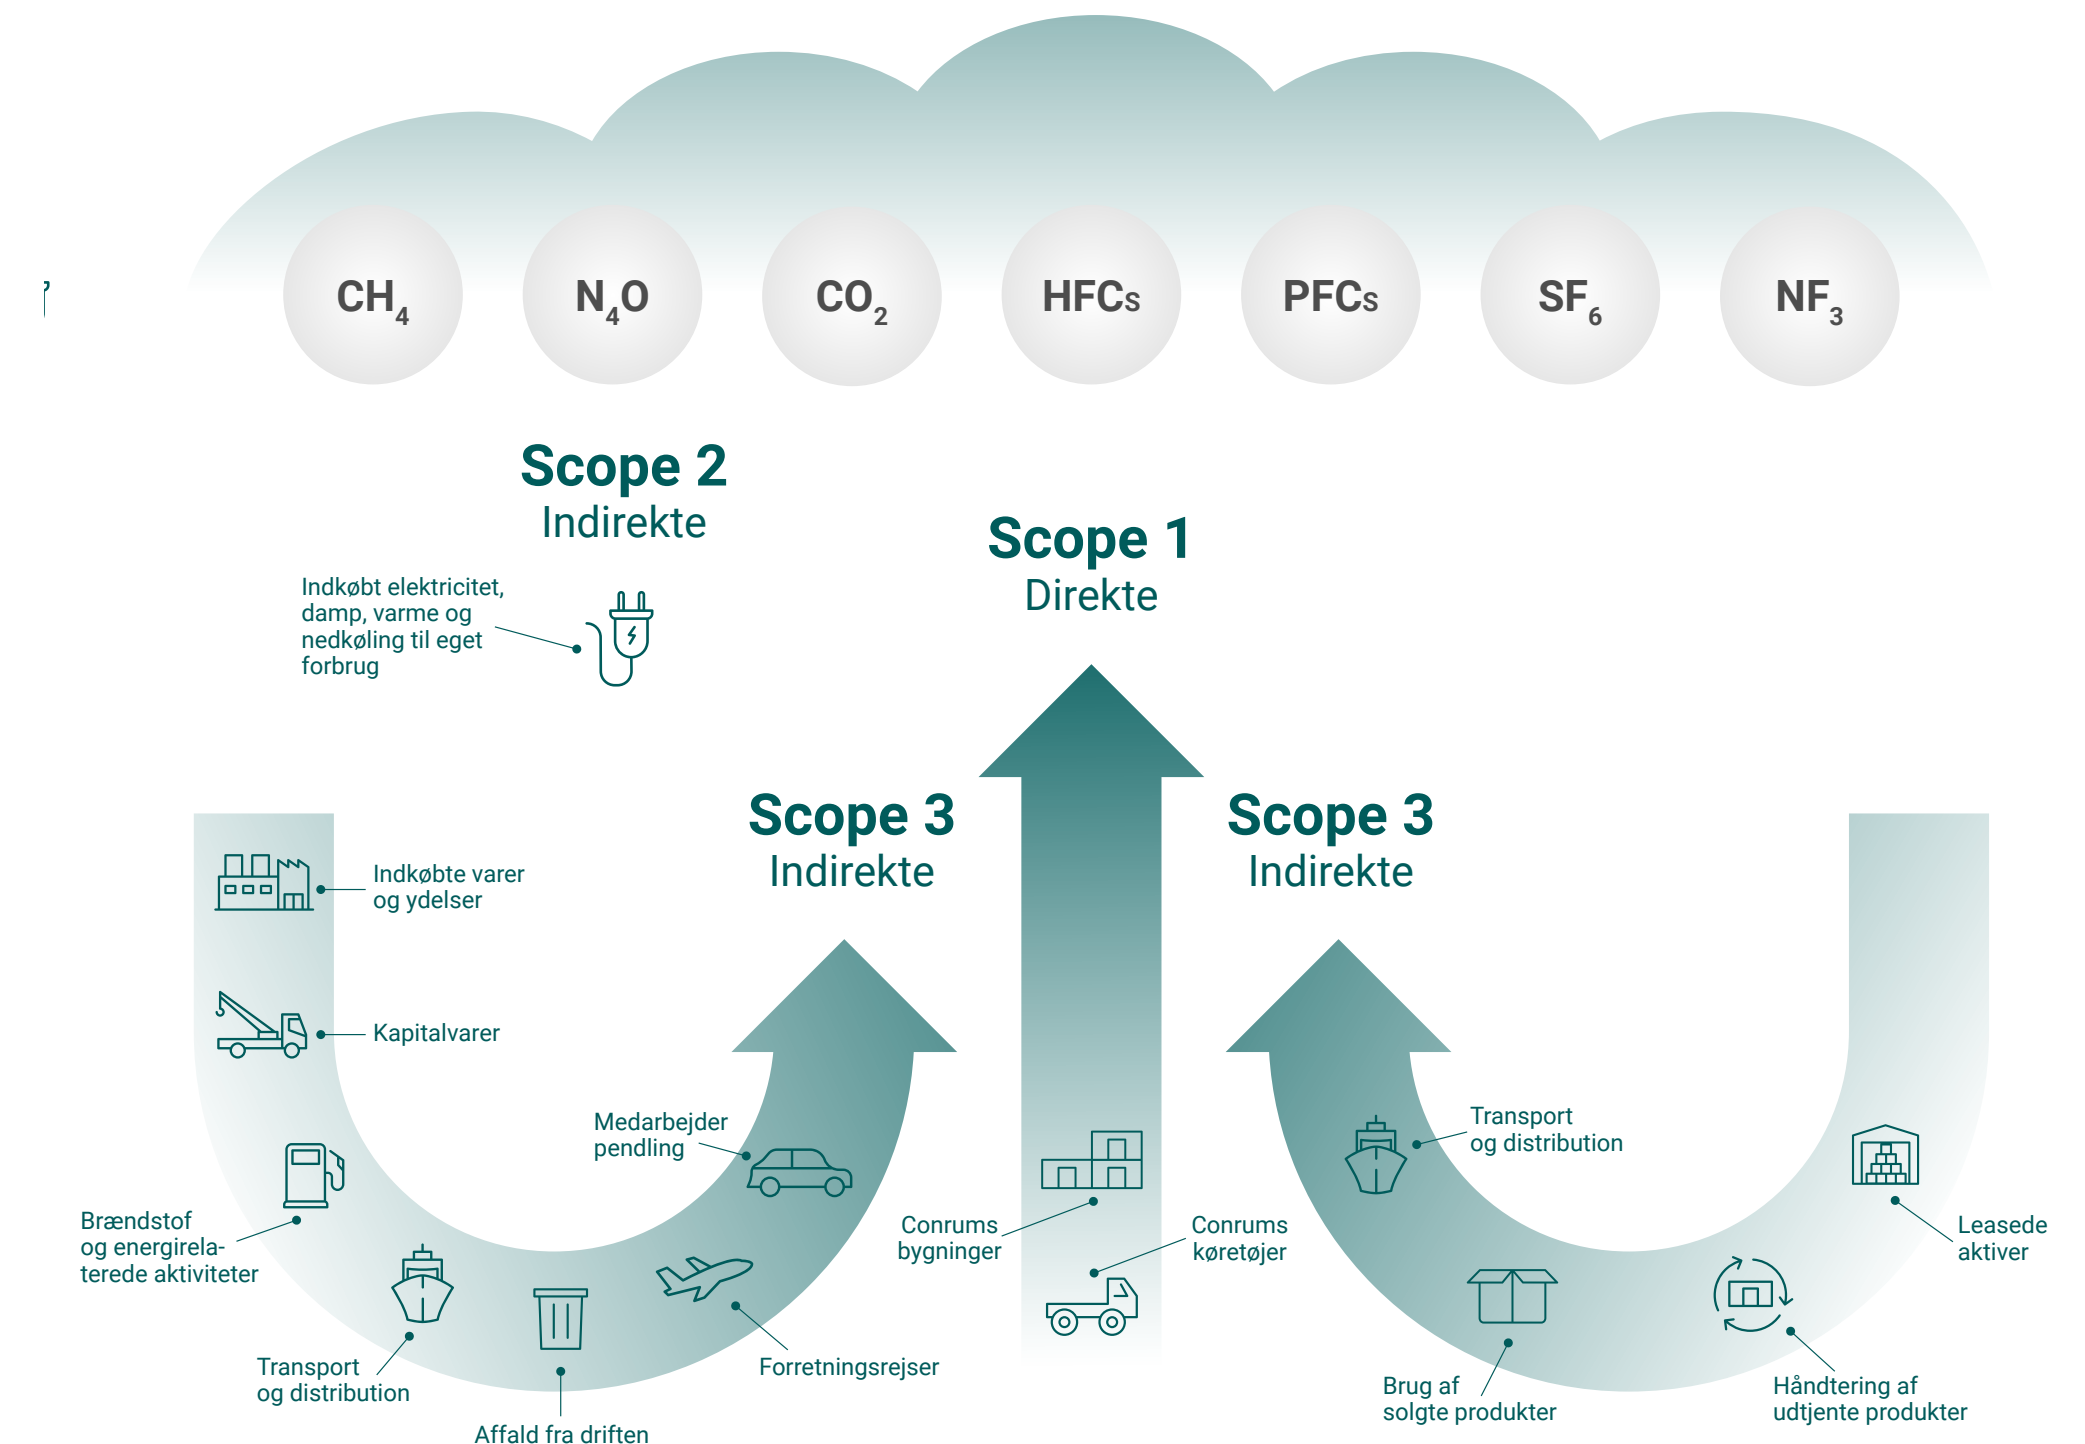 CH₄ N₄O CO₂ HFCs PFCs SF₆ NF₃
Scope 2
Indirekte
Indkøbt elektricitet,
damp, varme og
nedkøling til eget
forbrug
Scope 1
Direkte
Scope 3
Indirekte
Scope 3
Indirekte
Indkøbte varer
og ydelser
Kapitalvarer
Brændstof
og energirela-
terede aktiviteter
Transport
og distribution
Affald fra driften
Forretningsrejser
Medarbejder
pendling
Conrums
bygninger
Conrums
køretøjer
Transport
og distribution
Brug af
solgte produkter
Håndtering af
udtjente produkter
Leasede
aktiver